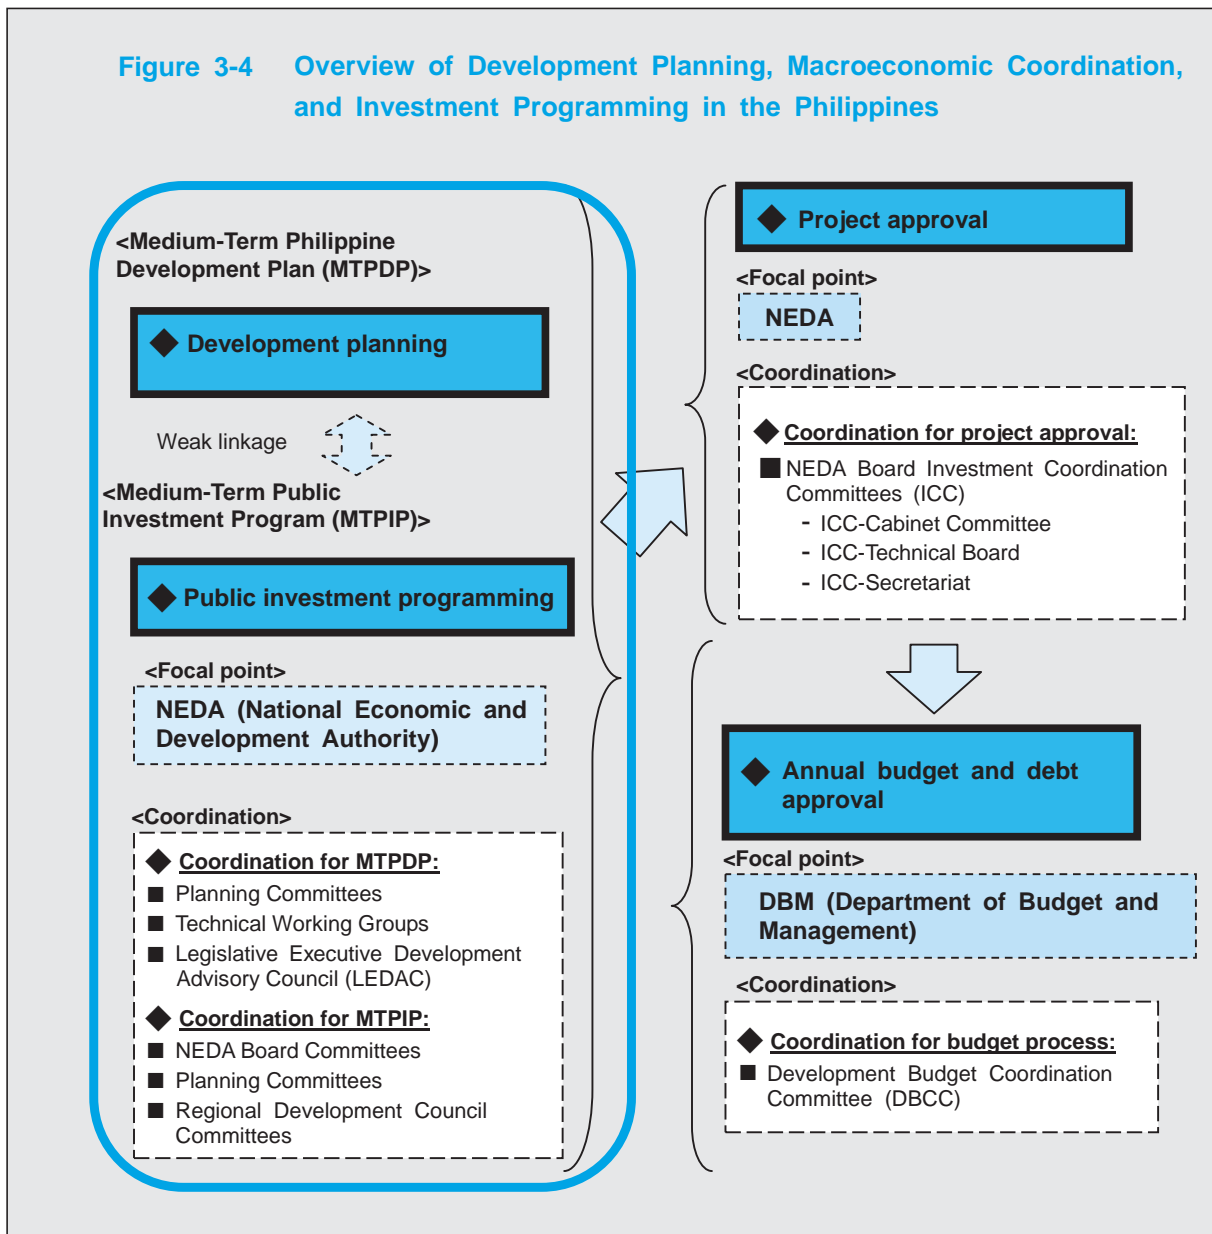 Figure 3-4 Overview of Development Planning, Macroeconomic Coordination,
and Investment Programming in the Philippines
<Medium-Term Philippine
Development Plan (MTPDP)>
◆ Development planning
Weak linkage
<Medium-Term Public
Investment Program (MTPIP)>
◆ Public investment programming
<Focal point>
NEDA (National Economic and
Development Authority)
<Coordination>
◆ Coordination for MTPDP:
■ Planning Committees
■ Technical Working Groups
■ Legislative Executive Development
Advisory Council (LEDAC)
◆ Coordination for MTPIP:
■ NEDA Board Committees
■ Planning Committees
■ Regional Development Council
Committees
◆ Project approval
<Focal point>
NEDA
<Coordination>
◆ Coordination for project approval:
■ NEDA Board Investment Coordination
Committees (ICC)
- ICC-Cabinet Committee
- ICC-Technical Board
- ICC-Secretariat
◆ Annual budget and debt
approval
<Focal point>
DBM (Department of Budget and
Management)
<Coordination>
◆ Coordination for budget process:
■ Development Budget Coordination
Committee (DBCC)